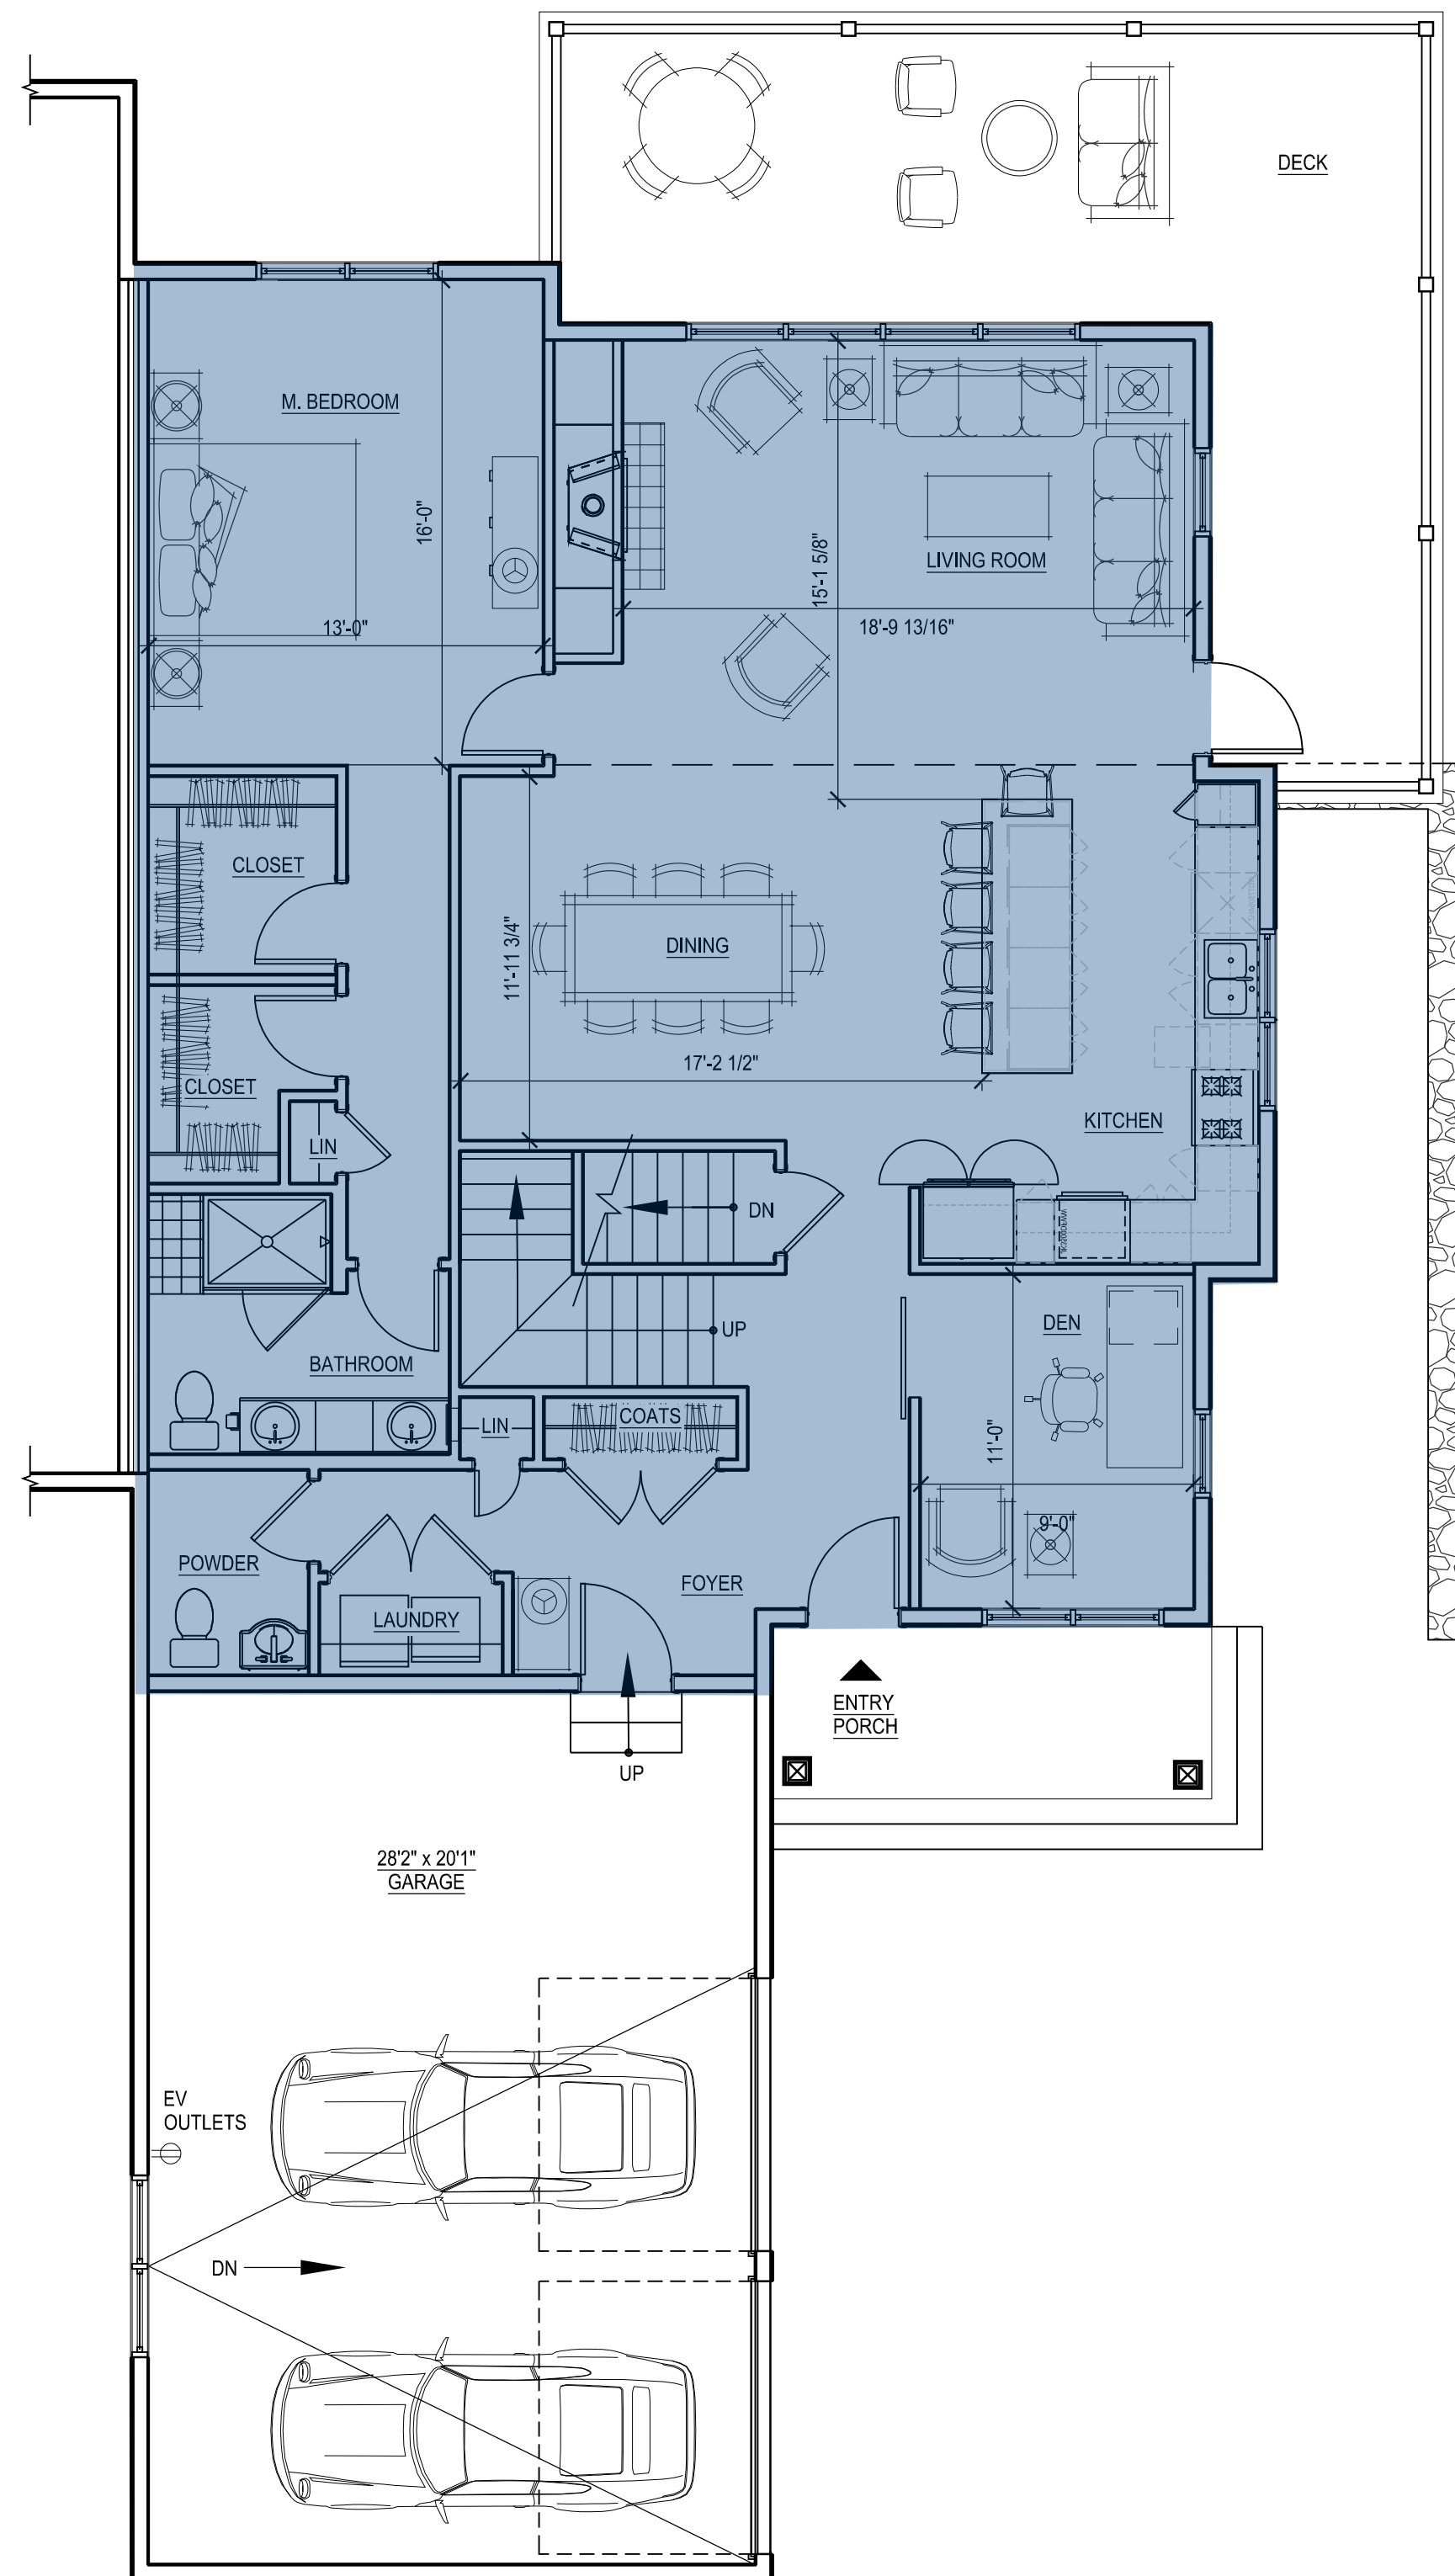 DECK
M. BEDROOM
16'-0"
15'-1 5/8"
LIVING ROOM
13'-0"
18'-9 13/16"
CLOSET
DINING
11'-11 3/4"
17'-2 1/2"
CLOSET
KITCHEN
LIN
DN
DEN
UP
BATHROOM
COATS
LIN
11'-0"
9'-0"
POWDER
FOYER
LAUNDRY
ENTRY
PORCH
UP
28'2" x 20'1"
GARAGE
EV
OUTLETS
DN